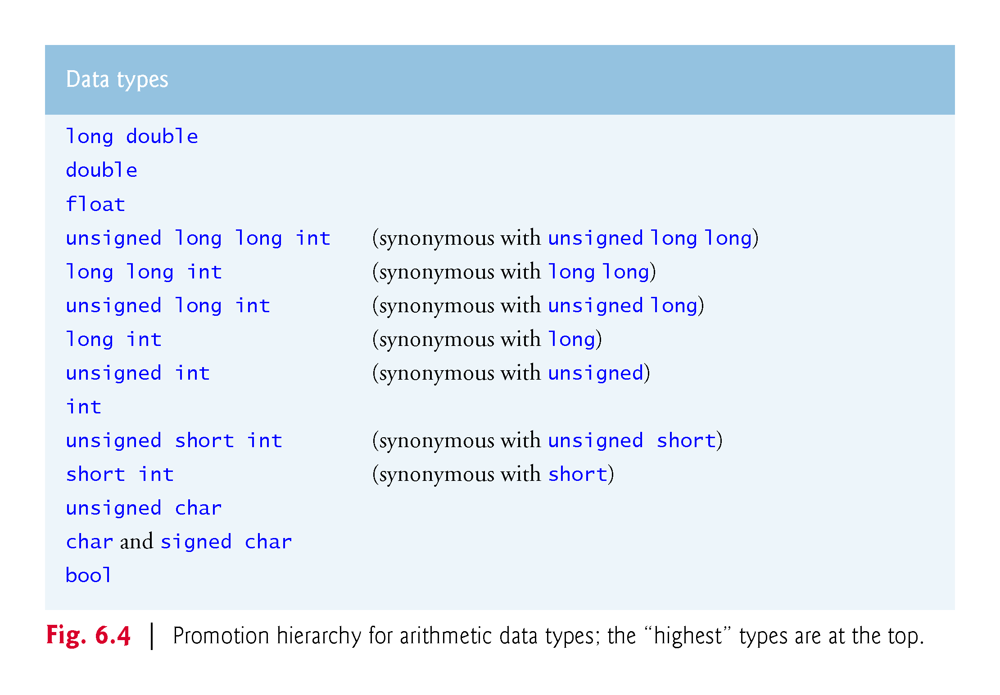 Data types
long double
double
float
unsigned long long int (synonymous with unsigned long long)
long long int (synonymous with long long)
unsigned long int (synonymous with unsigned long)
long int (synonymous with long)
unsigned int (synonymous with unsigned)
int
unsigned short int (synonymous with unsigned short)
short int (synonymous with short)
unsigned char
char and signed char
bool
Fig. 6.4 | Promotion hierarchy for arithmetic data types; the “highest” types are at the top.